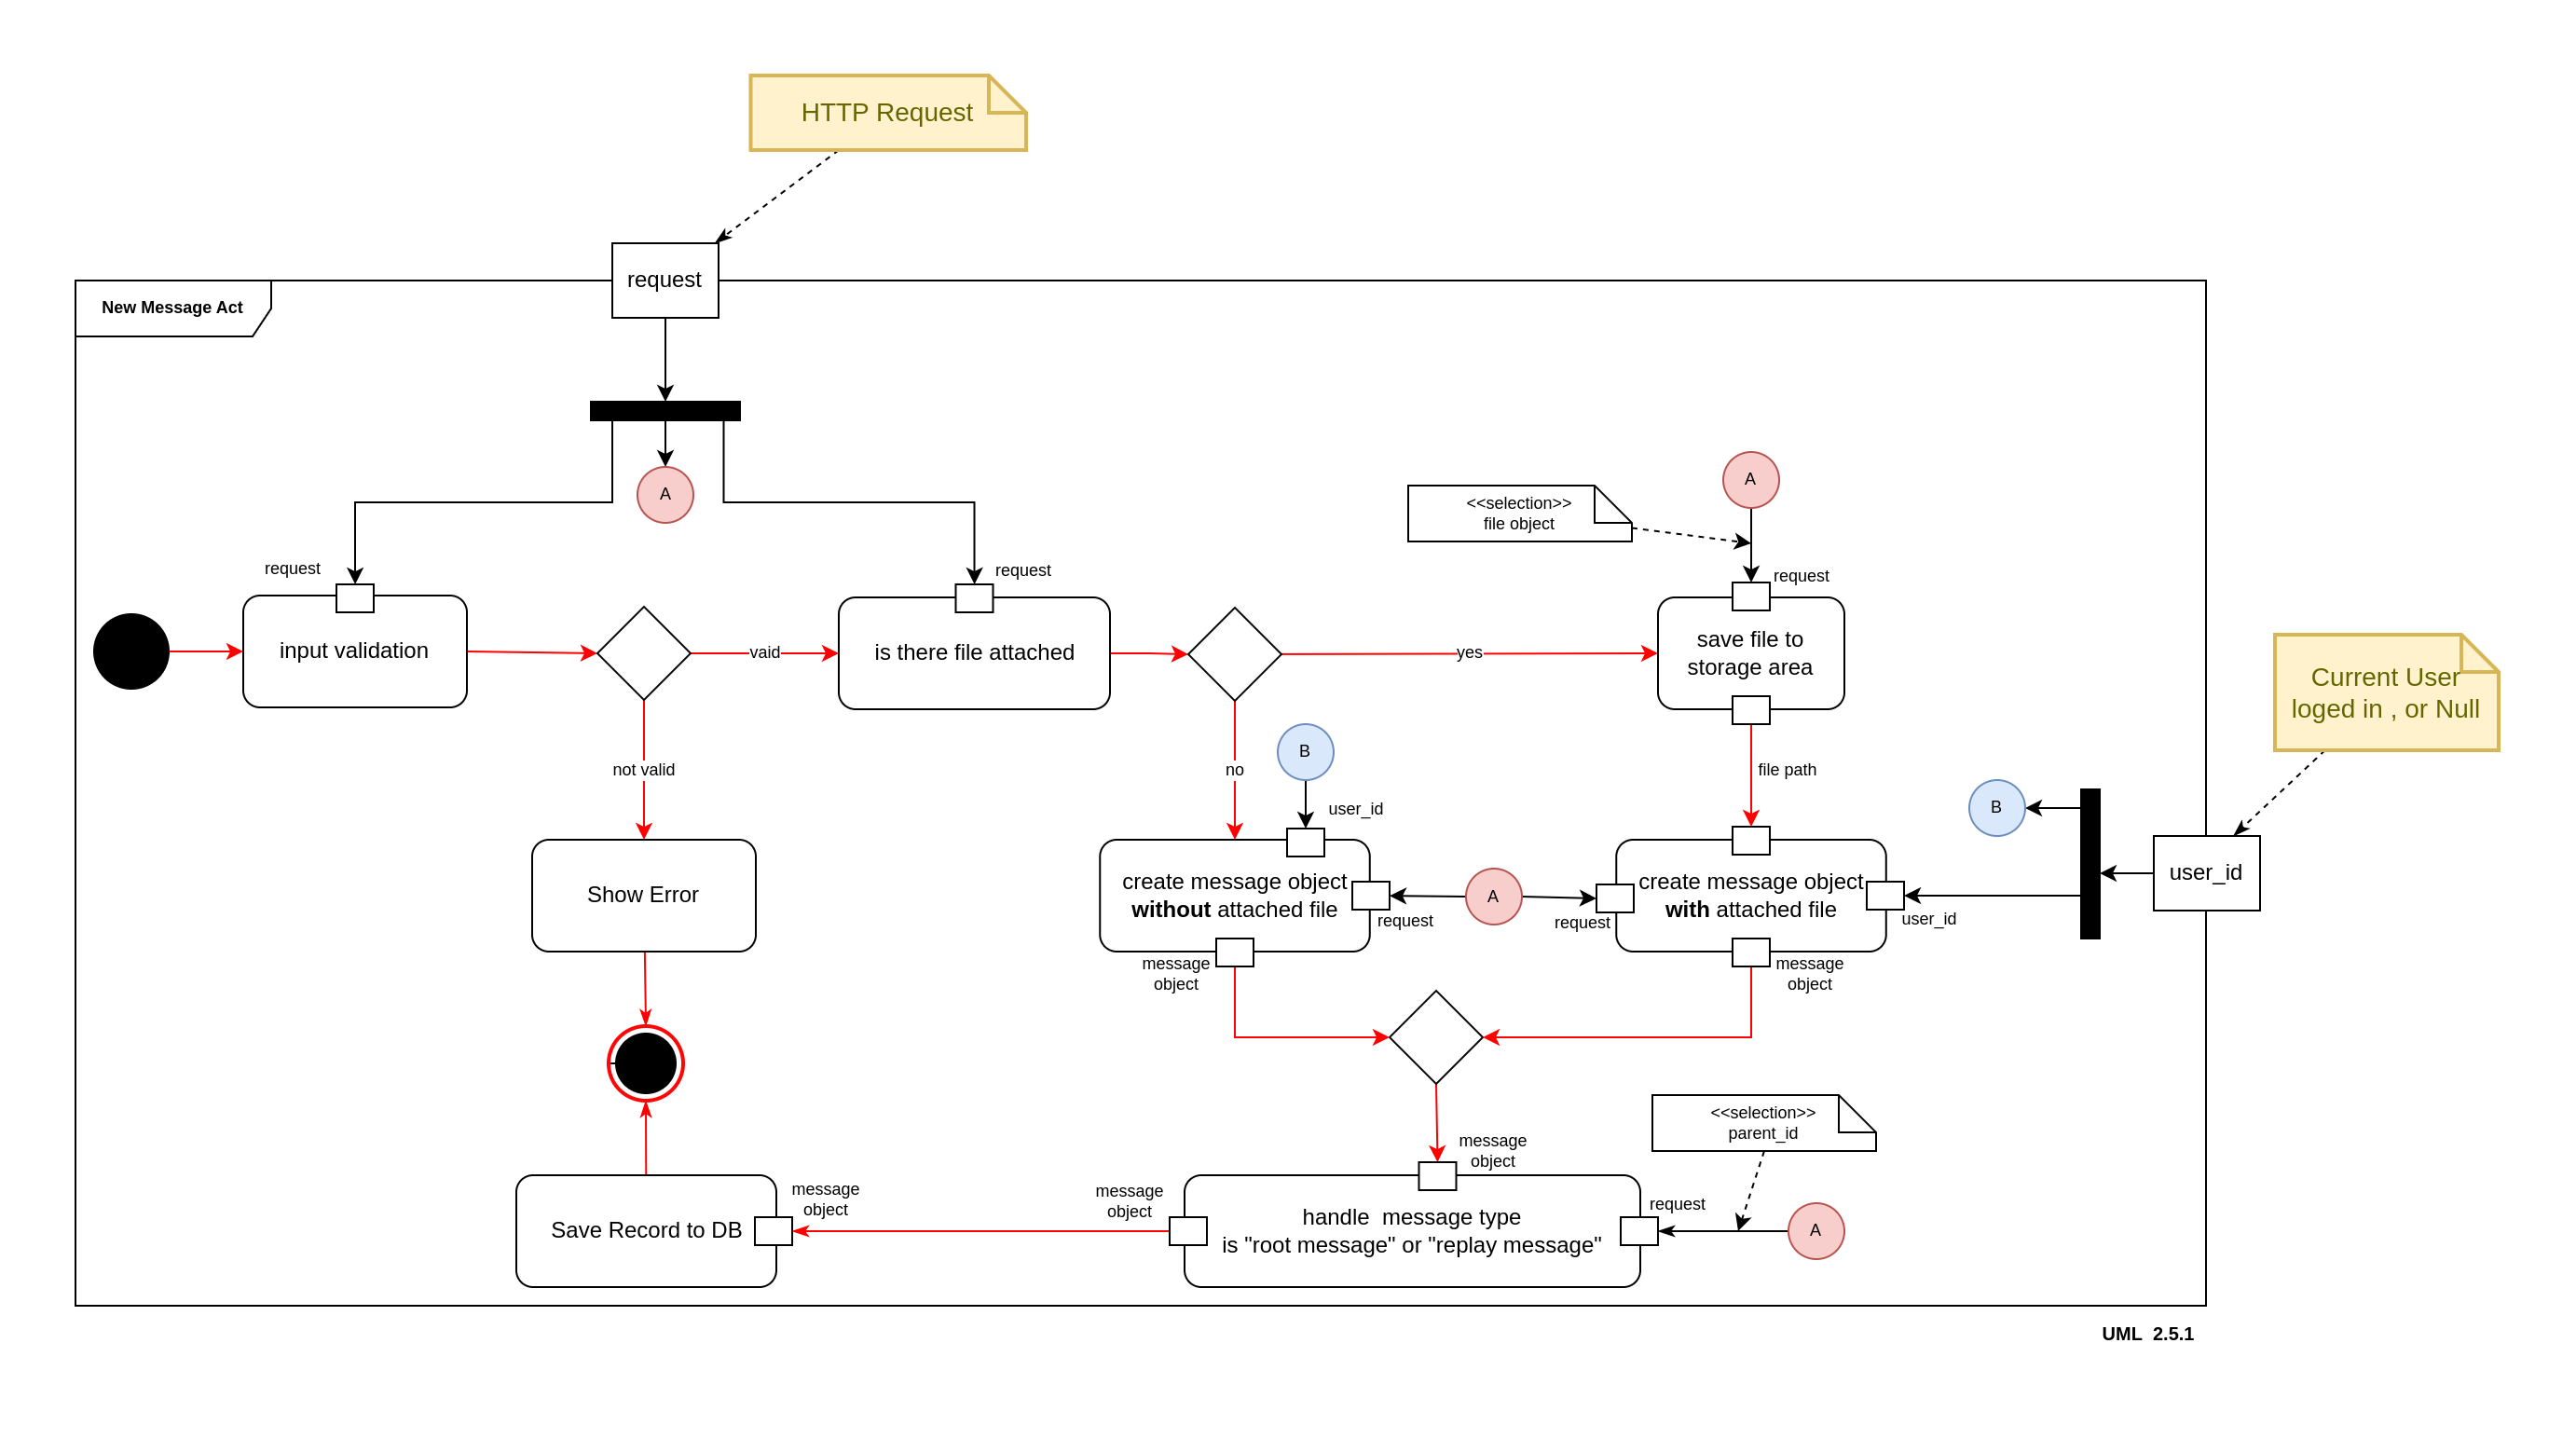 HTTP Request
request
New Message Act
A
A
<<selection>>
file object
request
request
request
input validation
vaid
is there file attached
yes
save file to
storage area
Current User
loged in , or Null
not valid
no
B
file path
user_id
B
Show Error
create message object
without attached file
A
create message object
with attached file
user_id
request
request
user_id
message
object
message
object
<<selection>>
parent_id
message
object
message
object
message
object
request
Save Record to DB
handle  message type
is "root message" or "replay message"
A
UML  2.5.1